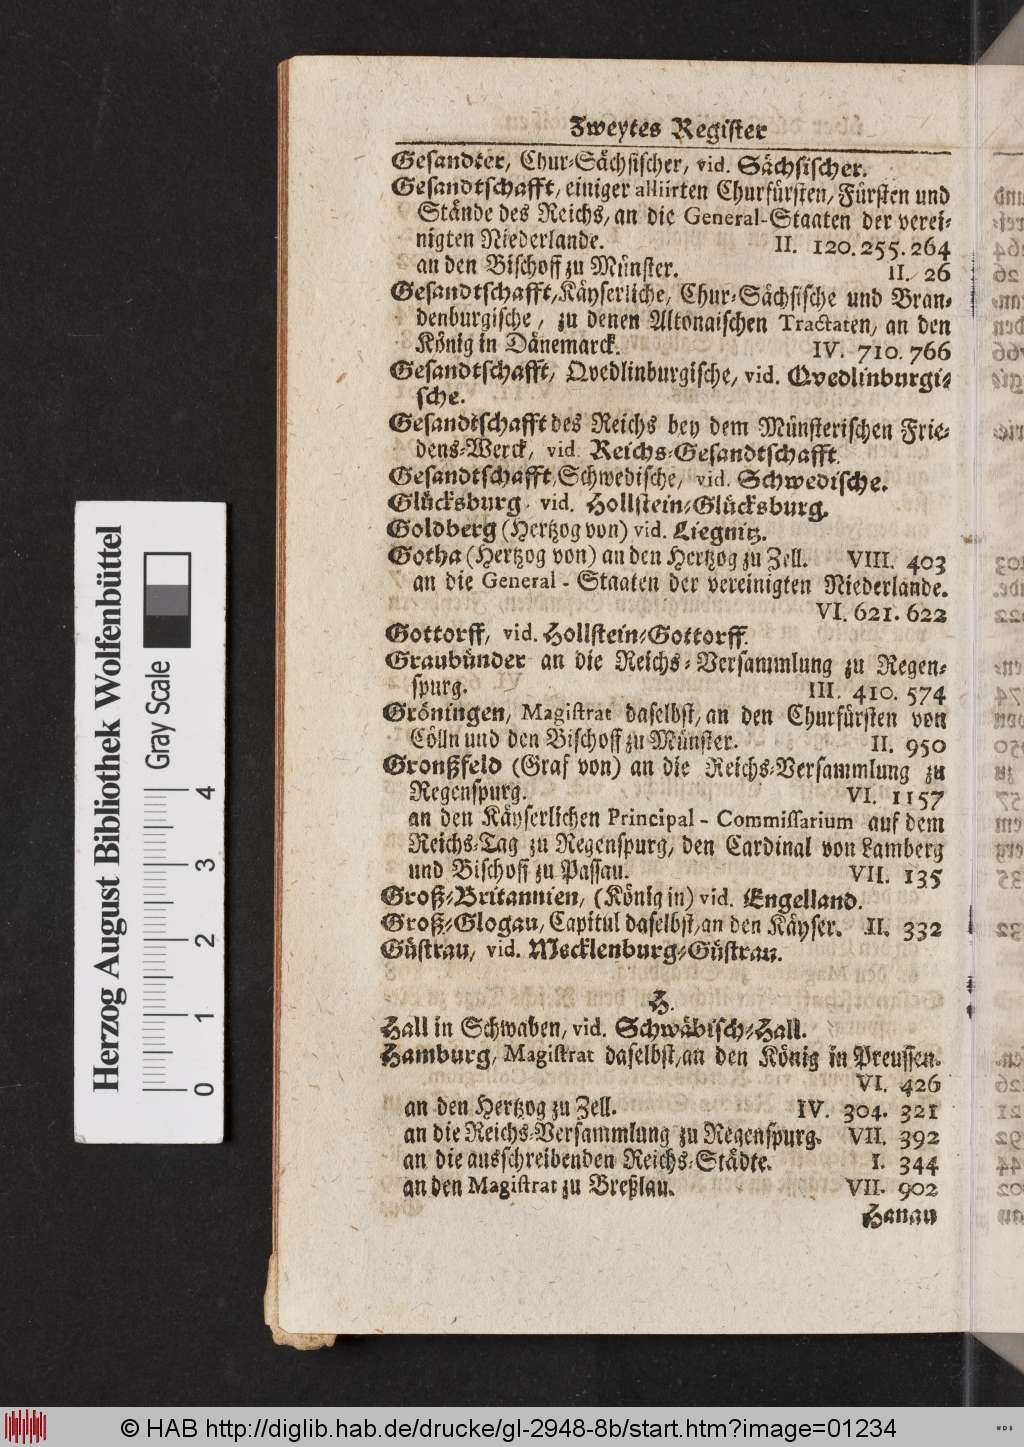 Zweytes Register
Gesandter, Chur-Sächsischer, vid. Sächsischer.
Gesandtschafft, einiger alliirten Churfürsten, Fürsten und
Stände des Reichs, an die General-Staaten der verei-
nigten Niederlande. II. 120. 255. 264
an den Bischoff zu Münster. II. 26
Gesandtschafft, Käyserliche, Chur-Sächsische und Bran-
denburgische, zu denen Altonaischen Tractaten, an den
König in Dänemarck. IV. 710. 766
Gesandtschafft, Qvedlinburgische, vid. Qvedlinburgi-
sche.
Gesandtschafft des Reichs bey dem Münsterischen Frie-
dens-Werck, vid. Reichs-Gesandtschafft.
Gesandtschafft, Schwedische, vid. Schwedische.
Glücksburg. vid. Hollstein-Glücksburg.
Goldberg (Hertzog von) vid. Liegnitz.
Gotha (Hertzog von) an den Hertzog zu Zell. VIII. 403
an die General-Staaten der vereinigten Niederlande.
VI. 621. 622
Gottorff, vid. Hollstein-Gottorff.
Graubünder an die Reichs-Versammlung zu Regen-
spurg. III. 410. 574
Gröningen, Magistrat daselbst, an den Churfürsten von
Cölln und den Bischoff zu Münster. II. 950
Gronßfeld (Graf von) an die Reichs-Versammlung zu
Regenspurg. VI. 1157
an den Käyserlichen Principal-Commissarium auf dem
Reichs-Tag zu Regenspurg, den Cardinal von Lamberg
und Bischoff zu Passau. VII. 135
Groß-Britannien, (König in) vid. Engelland.
Groß-Glogau, Capitul daselbst, an den Käyser. II. 332
Güstrau, vid. Mecklenburg-Güstrau.
H.
Hall in Schwaben, vid. Schwäbisch-Hall.
Hamburg, Magistrat daselbst, an den König in Preussen.
VI. 426
an den Hertzog zu Zell. IV. 304. 321
an die Reichs-Versammlung zu Regenspurg. VII. 392
an die ausschreibenden Reichs-Städte. I. 344
an den Magistrat zu Breßlau. VII. 902
Hanau
Herzog August Bibliothek Wolfenbüttel
Gray Scale
0 1 2 3 4
© HAB http://diglib.hab.de/drucke/gl-2948-8b/start.htm?image=01234